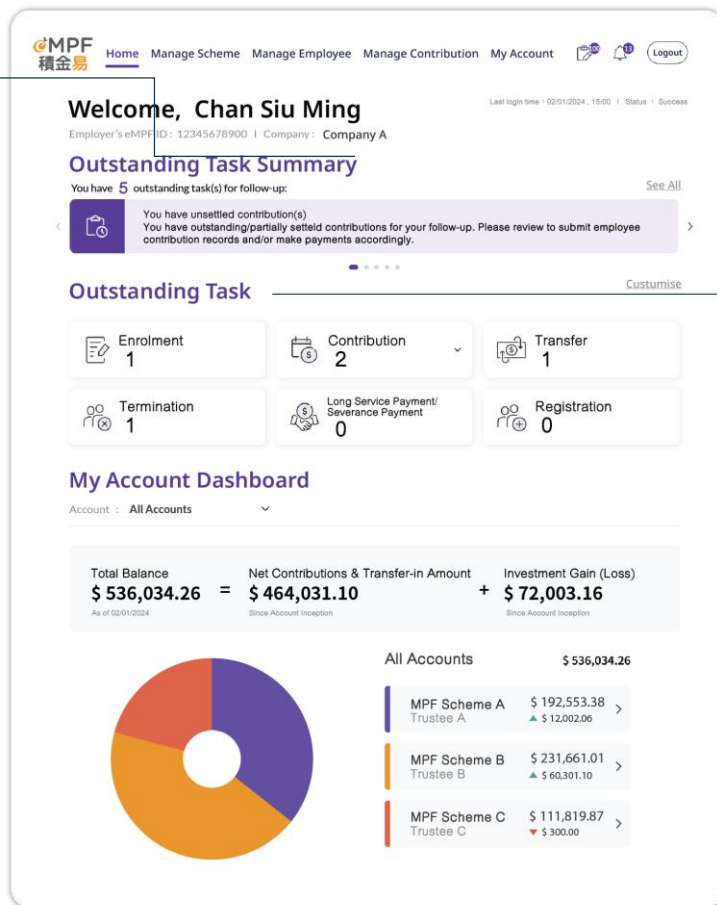 eMPF
積金易
Home Manage Scheme Manage Employee Manage Contribution My Account 100 13 Logout
Welcome, Chan Siu Ming
Last login time : 02/01/2024 , 15:00 I Status : Success
Employer's eMPF ID : 12345678900 I Company : Company A
Outstanding Task Summary
You have 5 outstanding task(s) for follow-up:
See All
You have unsettled contribution(s)
You have outstanding/partially setteld contributions for your follow-up. Please review to submit employee
contribution records and/or make payments accordingly.
Outstanding Task
Custumise
Enrolment
1
Contribution
2
Transfer
1
Termination
1
Long Service Payment/
Severance Payment
0
Registration
0
My Account Dashboard
Account : All Accounts
Total Balance
$ 536,034.26
As of 02/01/2024
=
Net Contributions & Transfer-in Amount
$ 464,031.10
Since Account Inception
+
Investment Gain (Loss)
$ 72,003.16
Since Account Inception
All Accounts $ 536,034.26
MPF Scheme A $ 192,553.38
Trustee A ▲ $ 12,002.06
MPF Scheme B $ 231,661.01
Trustee B ▲ $ 60,301.10
MPF Scheme C $ 111,819.87
Trustee C ▼ $ 300.00